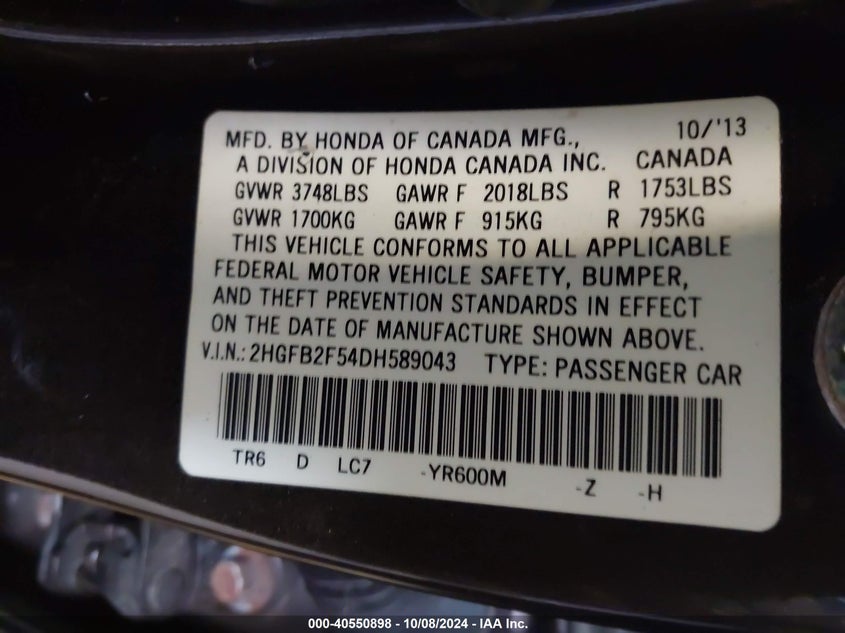 MFD. BY HONDA OF CANADA MFG., 10/'13
A DIVISION OF HONDA CANADA INC. CANADA
GVWR 3748LBS GAWR F 2018LBS R 1753LBS
GVWR 1700KG GAWR F 915KG R 795KG
THIS VEHICLE CONFORMS TO ALL APPLICABLE
FEDERAL MOTOR VEHICLE SAFETY, BUMPER,
AND THEFT PREVENTION STANDARDS IN EFFECT
ON THE DATE OF MANUFACTURE SHOWN ABOVE.
V.I.N.: 2HGFB2F54DH589043 TYPE: PASSENGER CAR
TR6 D LC7 -YR600M -Z -H
000-40550898 - 10/08/2024 - IAA Inc.